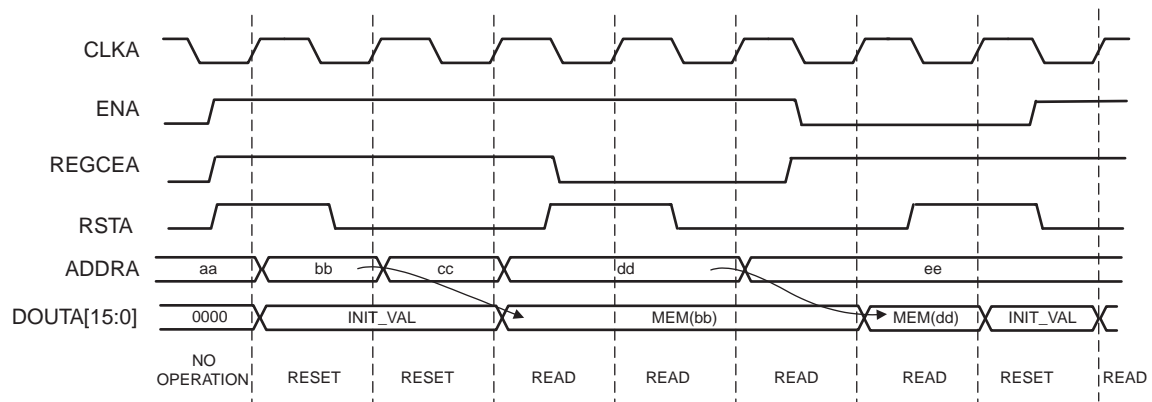 CLKA
ENA
REGCEA
RSTA
ADDRA aa bb cc dd ee
DOUTA[15:0] 0000 INIT_VAL MEM(bb) MEM(dd) INIT_VAL
NO
OPERATION RESET RESET READ READ READ READ RESET READ